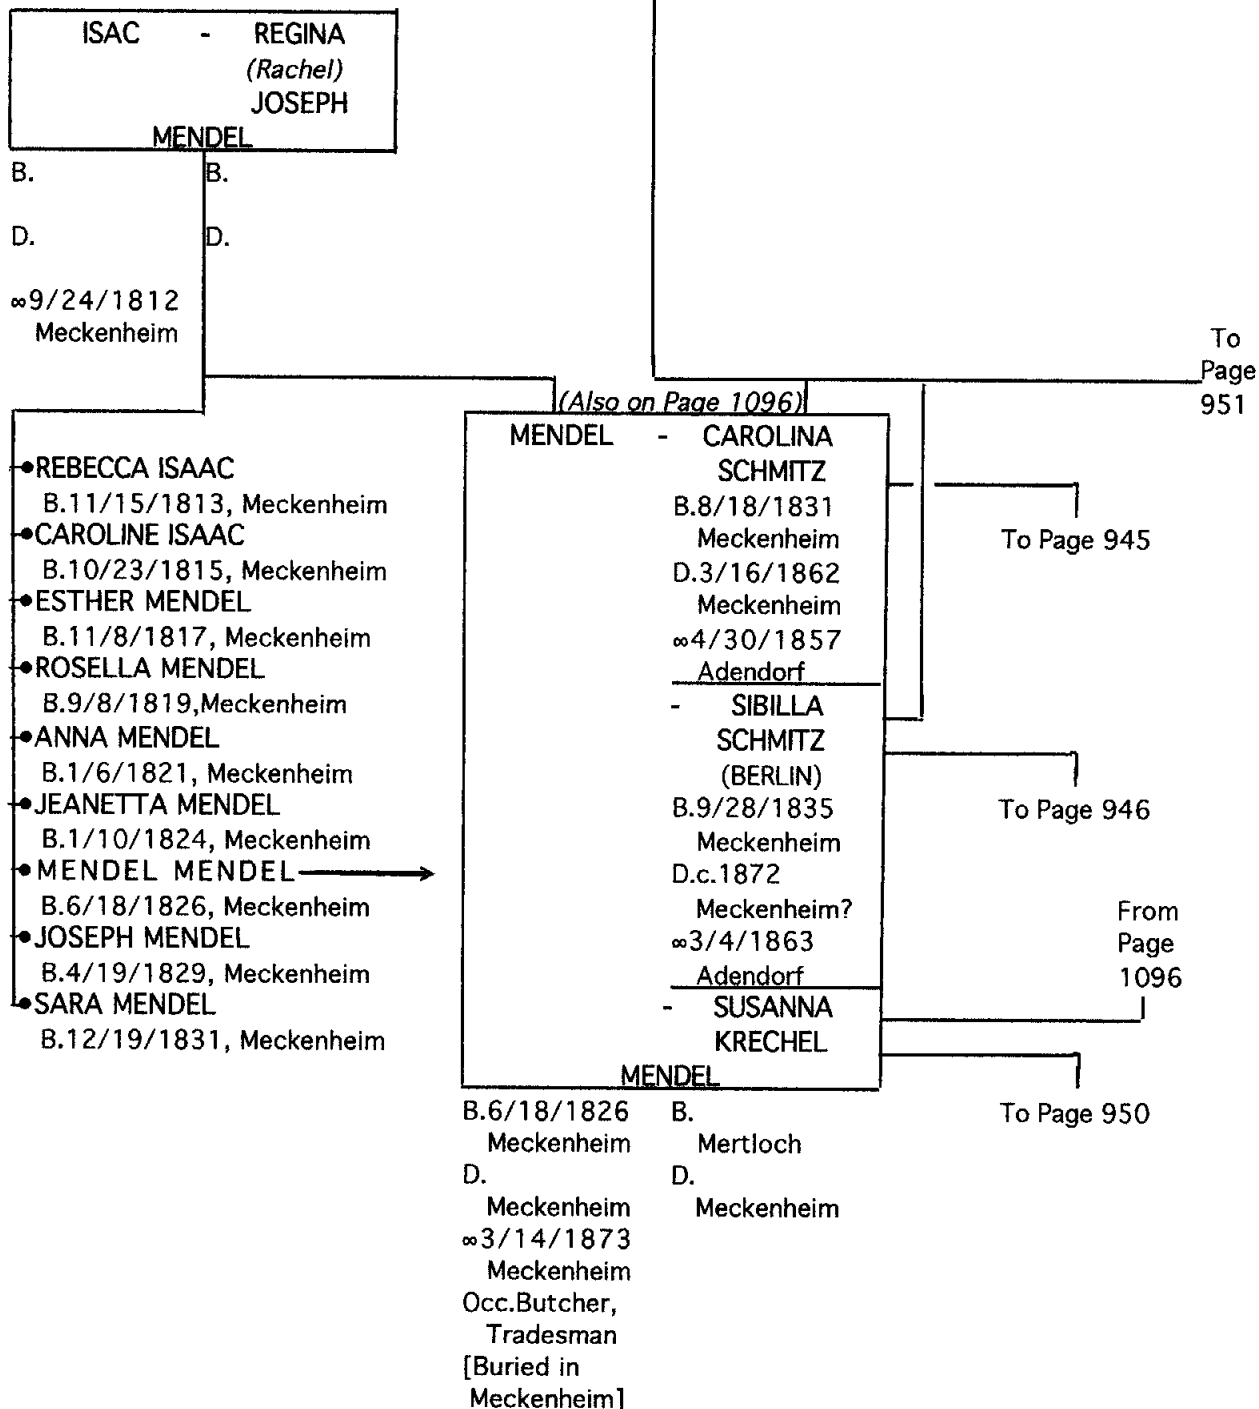 ISAC - REGINA
(Rachel)
JOSEPH
MENDEL
B. B.
D. D.
∞9/24/1812
Meckenheim
To
Page
951
(Also on Page 1096)
•REBECCA ISAAC
B.11/15/1813, Meckenheim
•CAROLINE ISAAC
B.10/23/1815, Meckenheim
•ESTHER MENDEL
B.11/8/1817, Meckenheim
•ROSELLA MENDEL
B.9/8/1819,Meckenheim
•ANNA MENDEL
B.1/6/1821, Meckenheim
•JEANETTA MENDEL
B.1/10/1824, Meckenheim
•MENDEL MENDEL
B.6/18/1826, Meckenheim
•JOSEPH MENDEL
B.4/19/1829, Meckenheim
•SARA MENDEL
B.12/19/1831, Meckenheim
MENDEL - CAROLINA
SCHMITZ
B.8/18/1831
Meckenheim
D.3/16/1862
Meckenheim
∞4/30/1857
Adendorf
- SIBILLA
SCHMITZ
(BERLIN)
B.9/28/1835
Meckenheim
D.c.1872
Meckenheim?
∞3/4/1863
Adendorf
- SUSANNA
KRECHEL
MENDEL
B.6/18/1826
Meckenheim
D.
Meckenheim
∞3/14/1873
Meckenheim
Occ.Butcher,
Tradesman
[Buried in
Meckenheim]
B.
Mertloch
D.
Meckenheim
To Page 945
To Page 946
From
Page
1096
To Page 950